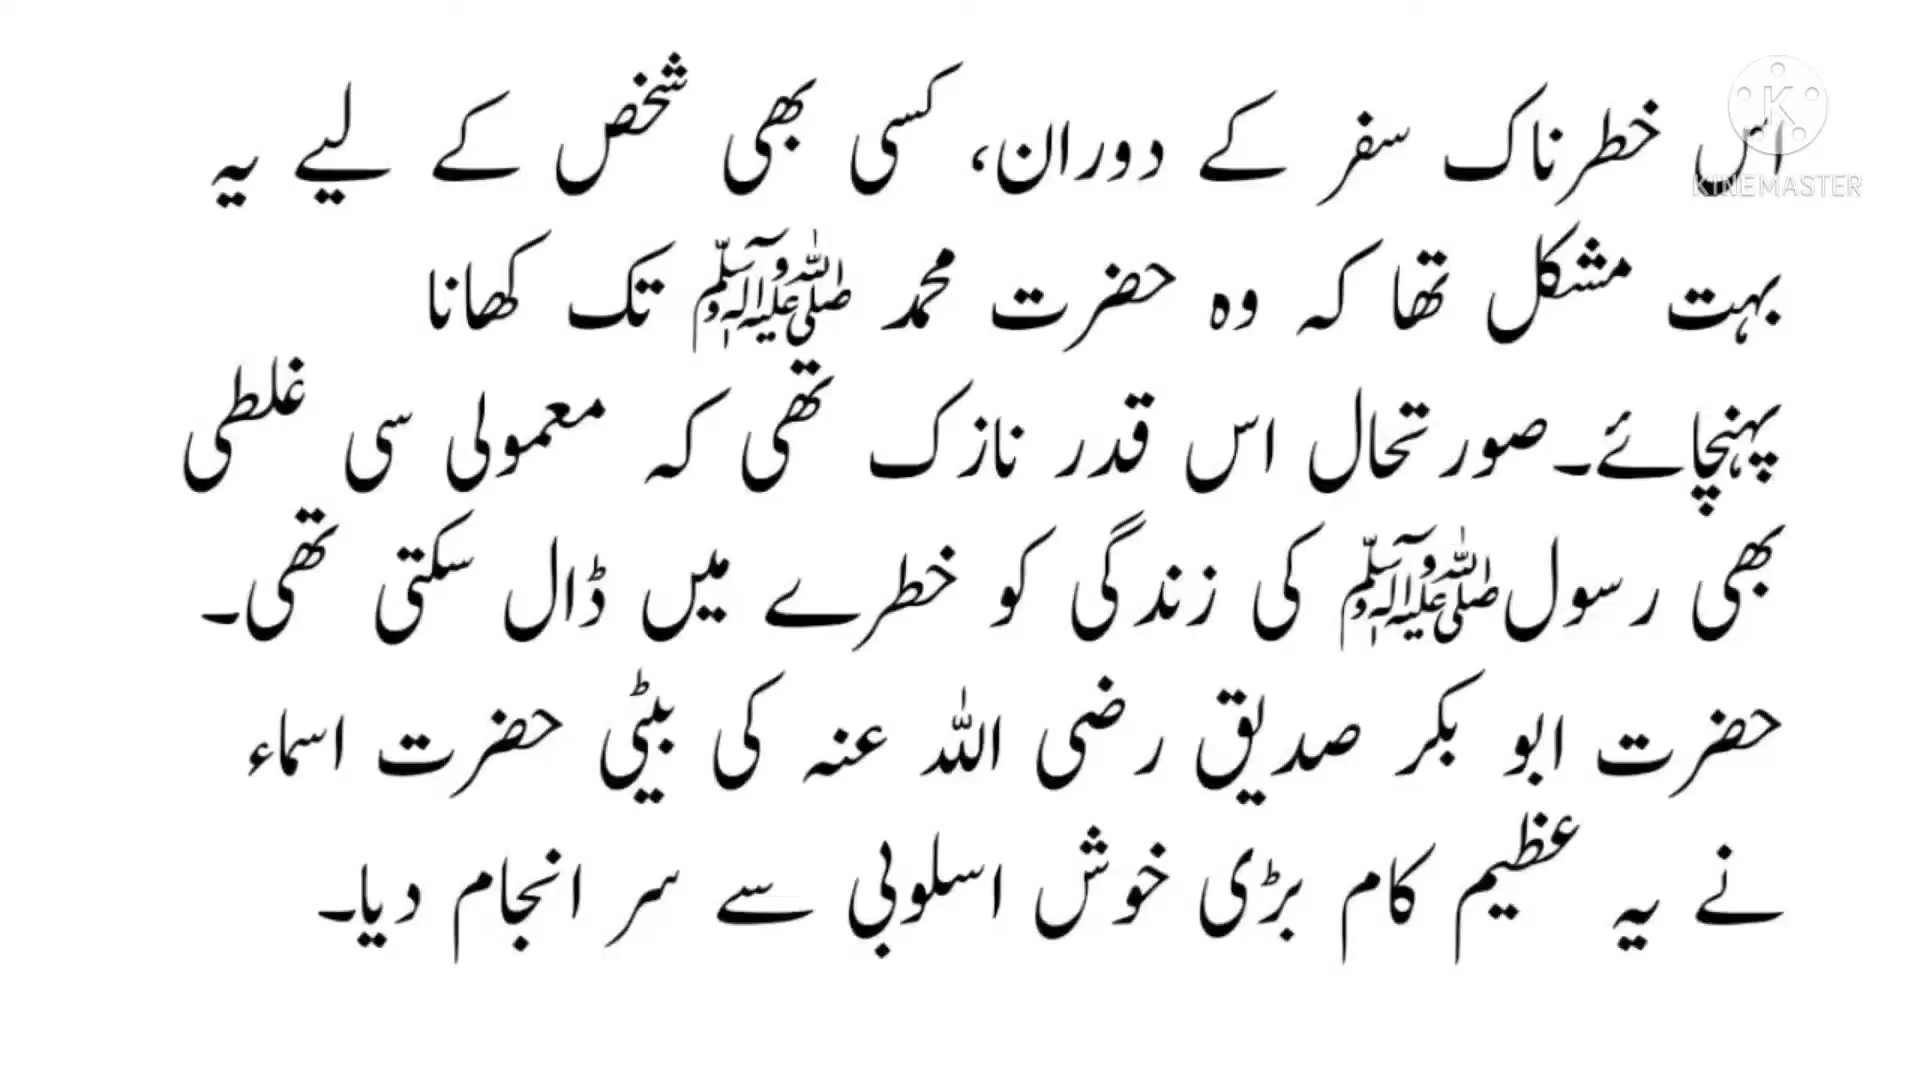 اس خطرناک سفر کے دوران، کسی بھی شخص کے لیے یہ
بہت مشکل تھا کہ وہ حضرت محمد ﷺ تک کھانا
پہنچائے۔صورتحال اس قدر نازک تھی کہ معمولی سی غلطی
بھی رسولﷺ کی زندگی کو خطرے میں ڈال سکتی تھی۔
حضرت ابو بکر صدیق رضی اللہ عنہ کی بیٹی حضرت اسماء
نے یہ عظیم کام بڑی خوش اسلوبی سے سر انجام دیا۔
K
KINEMASTER